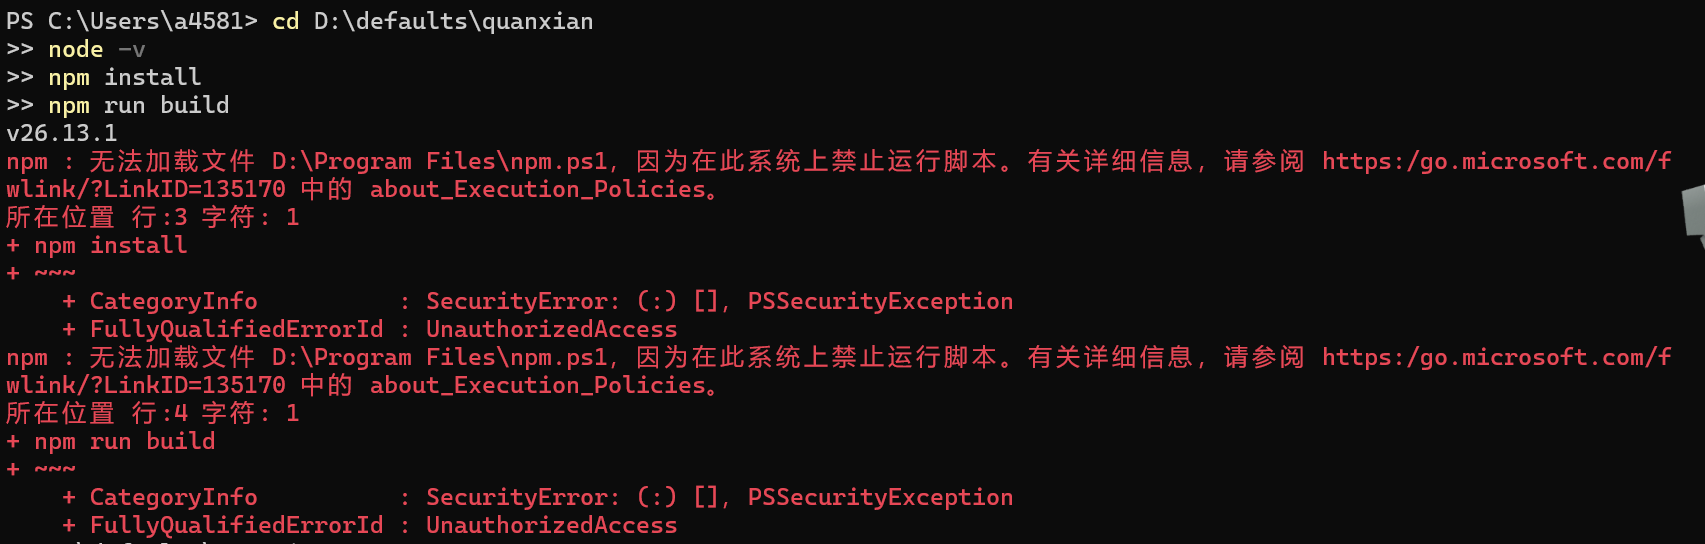 PS C:\Users\a4581> cd D:\defaults\quanxian
>> node -v
>> npm install
>> npm run build
v26.13.1
npm : 无法加载文件 D:\Program Files\npm.ps1，因为在此系统上禁止运行脚本。有关详细信息，请参阅 https:/go.microsoft.com/f
wlink/?LinkID=135170 中的 about_Execution_Policies。
所在位置 行:3 字符: 1
+ npm install
+ ~~~
    + CategoryInfo          : SecurityError: (:) []，PSSecurityException
    + FullyQualifiedErrorId : UnauthorizedAccess
npm : 无法加载文件 D:\Program Files\npm.ps1，因为在此系统上禁止运行脚本。有关详细信息，请参阅 https:/go.microsoft.com/f
wlink/?LinkID=135170 中的 about_Execution_Policies。
所在位置 行:4 字符: 1
+ npm run build
+ ~~~
    + CategoryInfo          : SecurityError: (:) []，PSSecurityException
    + FullyQualifiedErrorId : UnauthorizedAccess